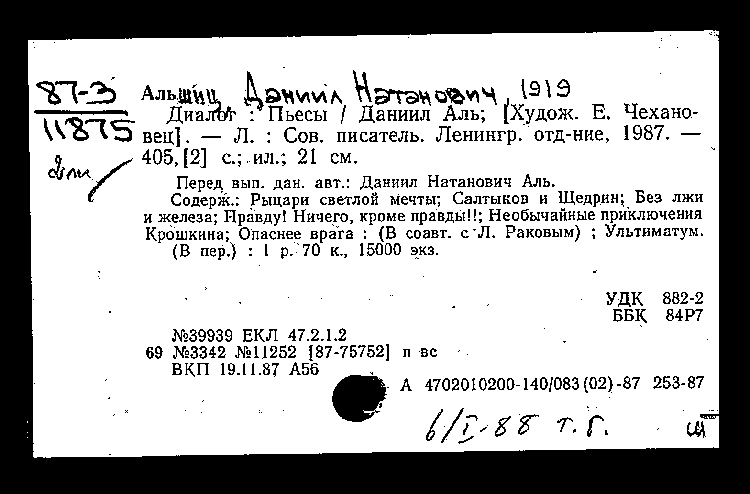 87-3
11875
Альшиц, Даниил Натанович, 1919
Диалог : Пьесы / Даниил Аль; [Худож. Е. Чехано-
вец]. — Л. : Сов. писатель. Ленингр. отд-ние, 1987. —
405,[2] с.; ил.; 21 см.
Перед вып. дан. авт.: Даниил Натанович Аль.
Содерж.: Рыцари светлой мечты; Салтыков и Щедрин; Без лжи
и железа; Правду! Ничего, кроме правды!!; Необычайные приключения
Крошкина; Опаснее врага : (В соавт. с Л. Раковым) ; Ультиматум.
(В пер.) : 1 р. 70 к., 15000 экз.
УДК 882-2
ББК 84Р7
№39939 ЕКЛ 47.2.1.2
69 №3342 №11252 [87-75752] п вс
ВКП 19.11.87 А56
А 4702010200-140/083(02)-87 253-87
6/I-88 т.г.